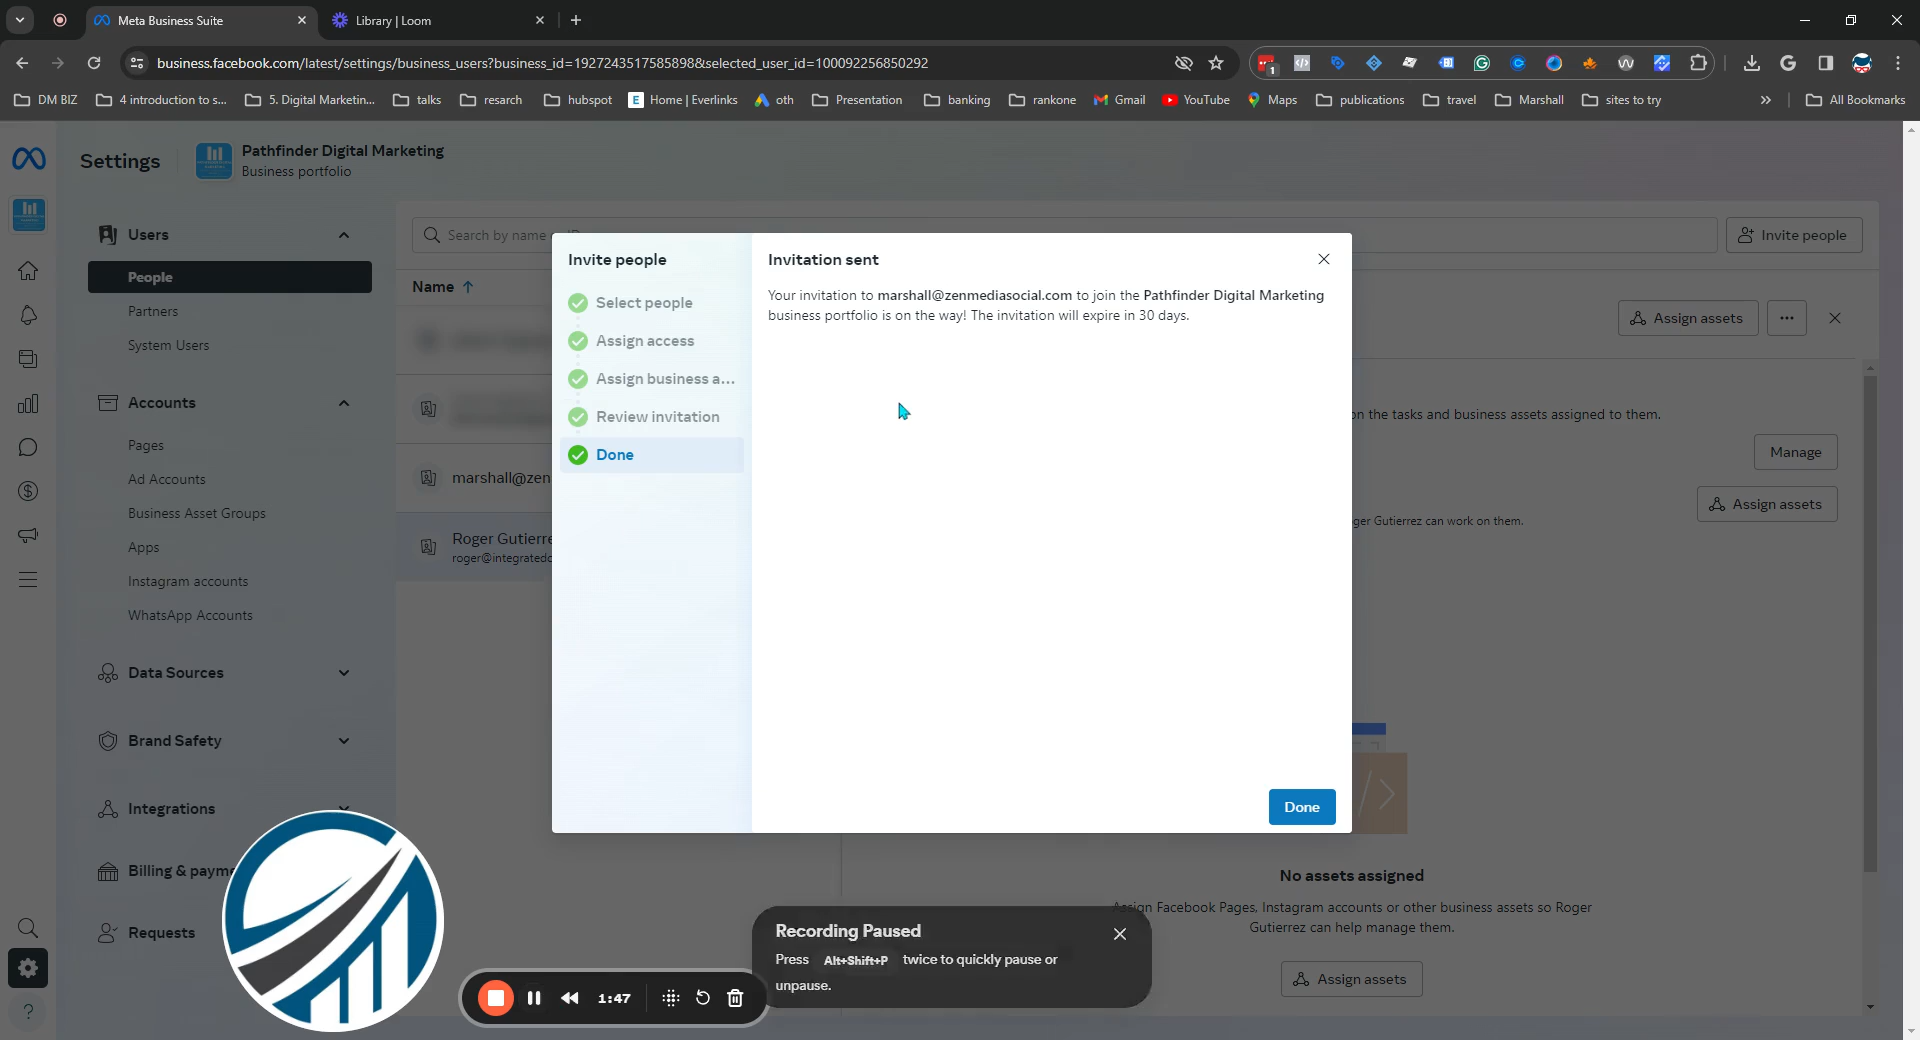 Meta Business Suite
Library | Loom
business.facebook.com/latest/settings/business_users?business_id=192724351758589&selected_user_id=100092256850292
1
DM BIZ
4 introduction to s...
5. Digital Marketin...
talks
resarch
hubspot
Home | Everlinks
oth
Presentation
banking
rankone
Gmail
YouTube
Maps
publications
travel
Marshall
sites to try
All Bookmarks
Settings
Pathfinder Digital Marketing
Business portfolio
Users
People
Partners
System Users
Accounts
Pages
Ad Accounts
Business Asset Groups
Apps
Instagram accounts
WhatsApp Accounts
Data Sources
Brand Safety
Integrations
Billing & payme
Requests
Search by name
Invite people
Name
marshall@zen
Roger Gutierre
roger@integratedc
Invite people
Select people
Assign access
Assign business a...
Review invitation
Done
Invitation sent
Your invitation to marshall@zenmediasocial.com to join the Pathfinder Digital Marketing
business portfolio is on the way! The invitation will expire in 30 days.
Done
Assign assets
on the tasks and business assets assigned to them.
Manage
Assign assets
ger Gutierrez can work on them.
No assets assigned
Assign Facebook Pages, Instagram accounts or other business assets so Roger
Gutierrez can help manage them.
Assign assets
Recording Paused
Press Alt+Shift+P twice to quickly pause or
unpause.
1:47